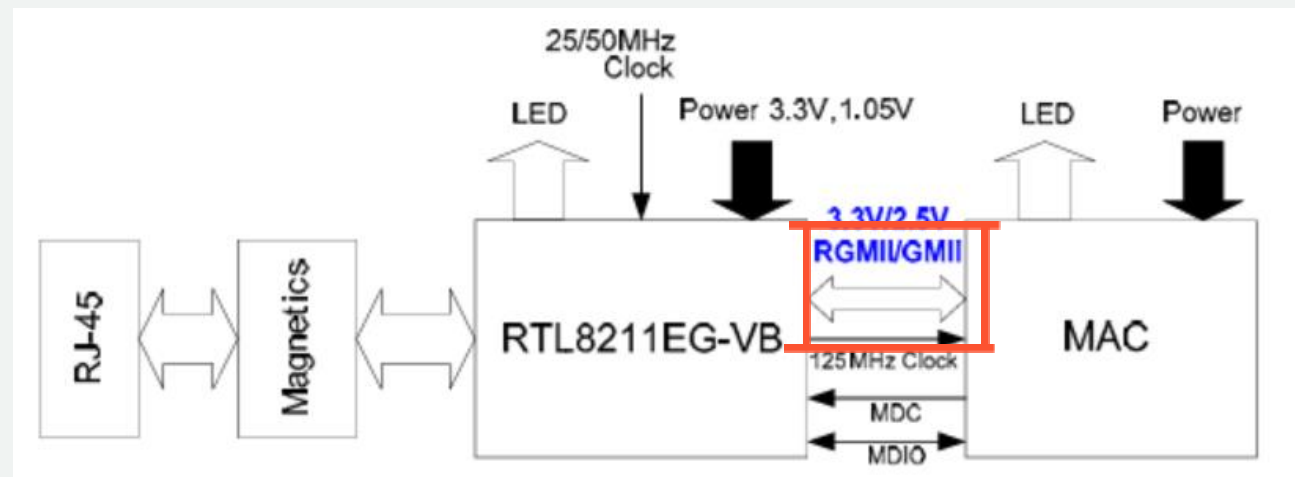 25/50MHz
Clock
LED
Power 3.3V,1.05V
LED
Power
3.3V/2.5V
RGMII/GMII
RJ-45
Magnetics
RTL8211EG-VB
MAC
125MHz Clock
MDC
MDIO